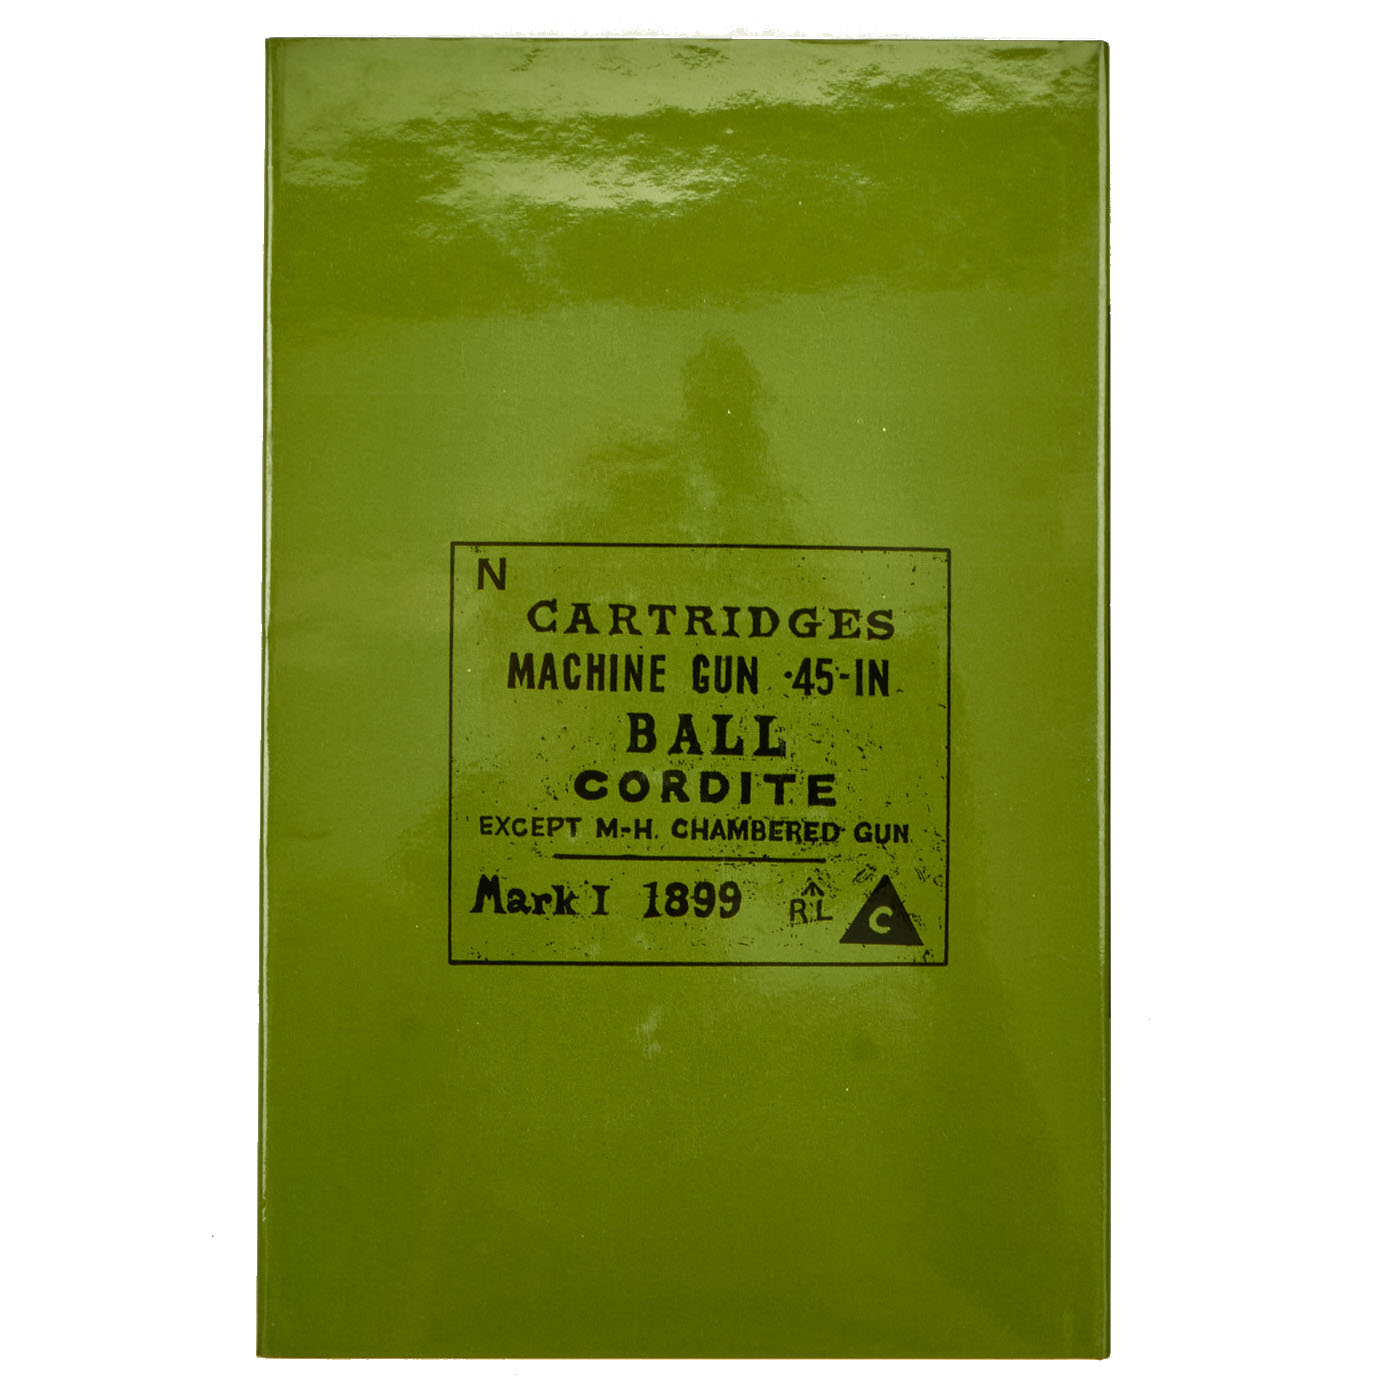 N
CARTRIDGES
MACHINE GUN ·45-IN
BALL
CORDITE
EXCEPT M-H. CHAMBERED GUN
Mark I 1899 R↑L C